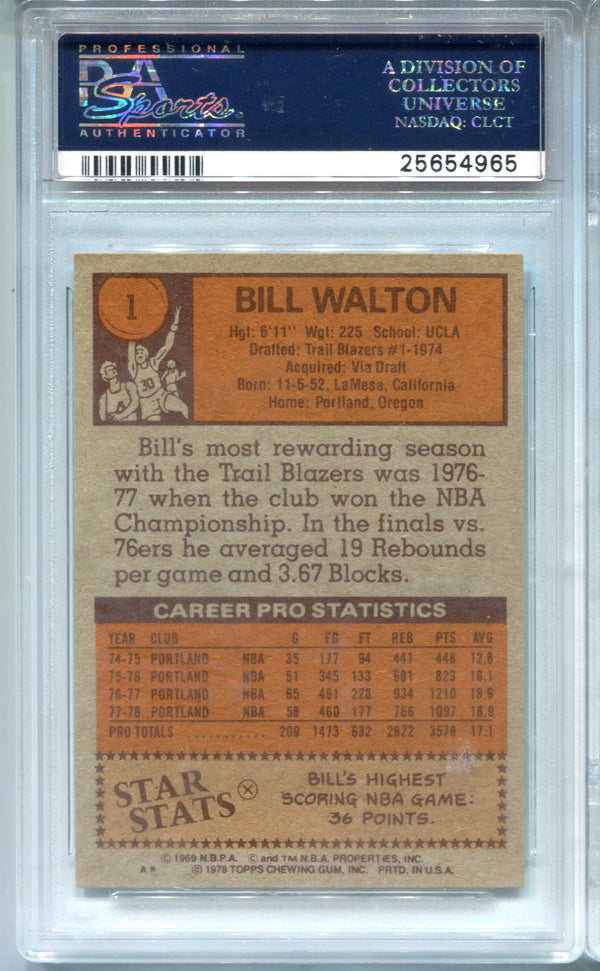 PROFESSIONAL
PSA
Sports.
AUTHENTICATOR
A DIVISION OF
COLLECTORS
UNIVERSE
NASDAQ: CLCT
25654965
1
30
BILL WALTON
Hgt: 6'11" Wgt: 225 School: UCLA
Drafted: Trail Blazers #1-1974
Acquired: Via Draft
Born: 11-5-52, LaMesa, California
Home: Portland, Oregon
Bill's most rewarding season
with the Trail Blazers was 1976-
77 when the club won the NBA
Championship. In the finals vs.
76ers he averaged 19 Rebounds
per game and 3.67 Blocks.
CAREER PRO STATISTICS
YEAR CLUB G FG FT REB PTS AVG
74-75 PORTLAND NBA 35 177 94 441 448 12.8
75-76 PORTLAND NBA 51 345 133 681 823 16.1
76-77 PORTLAND NBA 65 491 228 934 1210 18.6
77-78 PORTLAND NBA 58 460 177 766 1097 18.9
PRO TOTALS .......... 209 1473 632 2822 3578 17.1
STAR
STATS
BILL'S HIGHEST
SCORING NBA GAME:
36 POINTS.
© 1969 N.B.P.A. © and TM N.B.A. PROPERTIES, INC.
A* © 1978 TOPPS CHEWING GUM, INC. PRTD. IN U.S.A.